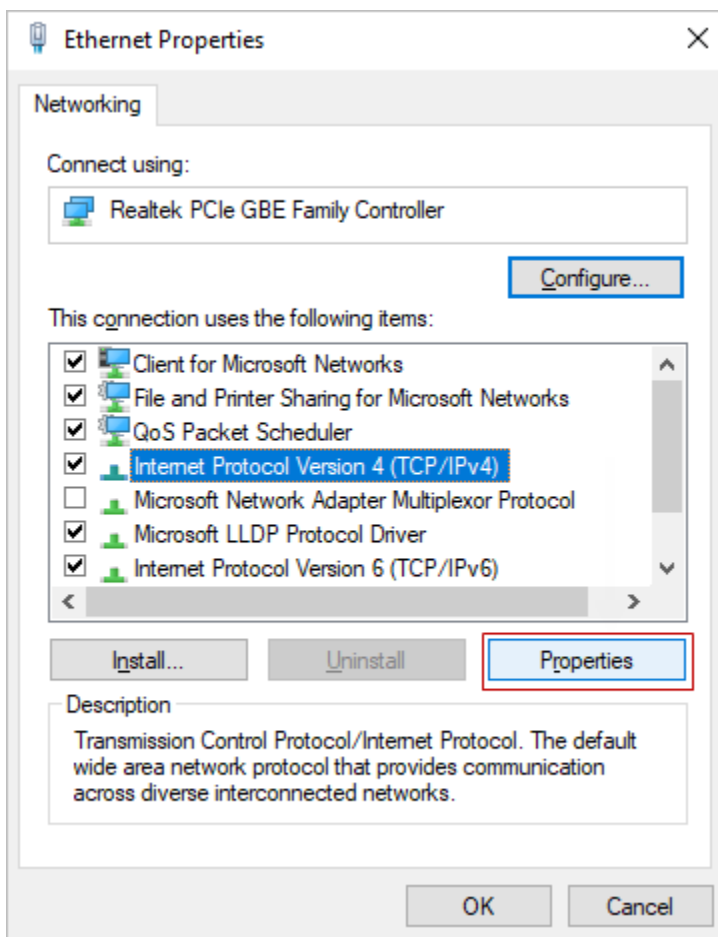 Ethernet Properties
Networking
Connect using:
Realtek PCIe GBE Family Controller
Configure...
This connection uses the following items:
Client for Microsoft Networks
File and Printer Sharing for Microsoft Networks
QoS Packet Scheduler
Internet Protocol Version 4 (TCP/IPv4)
Microsoft Network Adapter Multiplexor Protocol
Microsoft LLDP Protocol Driver
Internet Protocol Version 6 (TCP/IPv6)
Install...
Uninstall
Properties
Description
Transmission Control Protocol/Internet Protocol. The default
wide area network protocol that provides communication
across diverse interconnected networks.
OK
Cancel